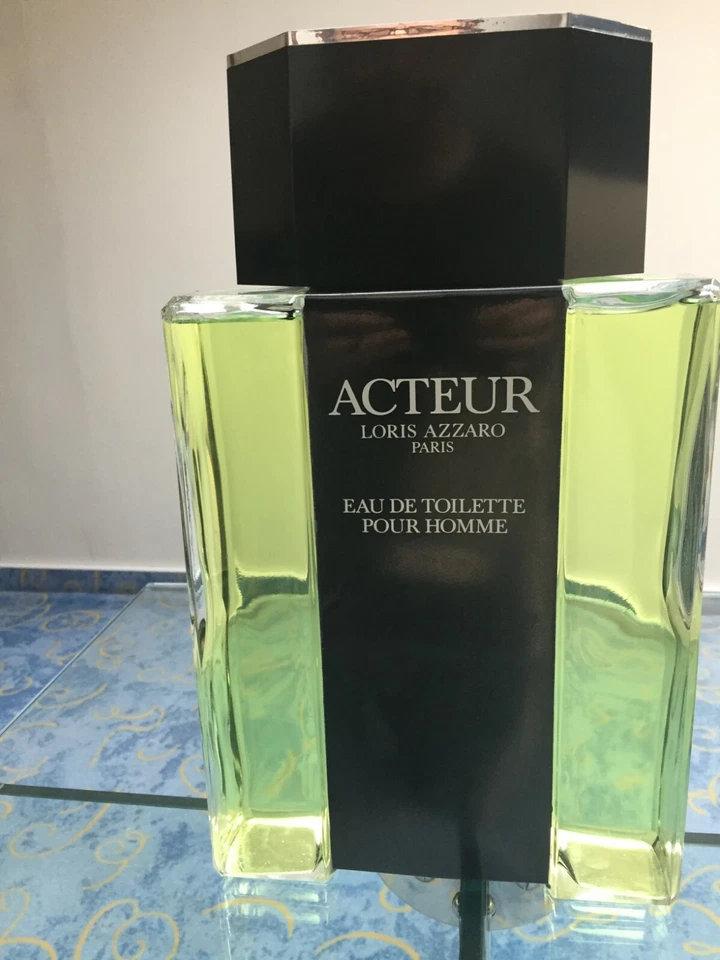 ACTEUR
LORIS AZZARO
PARIS
EAU DE TOILETTE
POUR HOMME